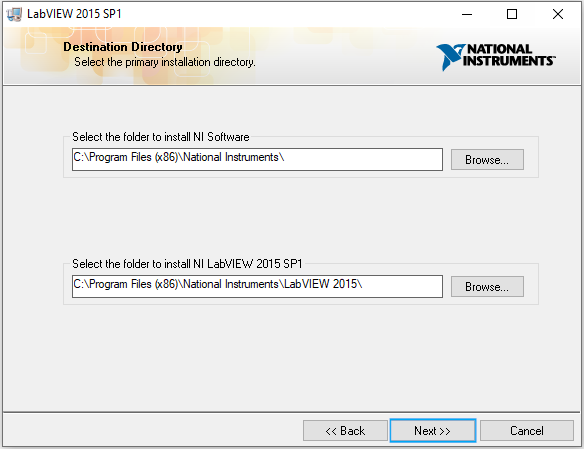 LabVIEW 2015 SP1
Destination Directory
Select the primary installation directory.
NATIONAL
INSTRUMENTS™
Select the folder to install NI Software
C:\Program Files (x86)\National Instruments\
Browse...
Select the folder to install NI LabVIEW 2015 SP1
C:\Program Files (x86)\National Instruments\LabVIEW 2015\
Browse...
<< Back
Next >>
Cancel